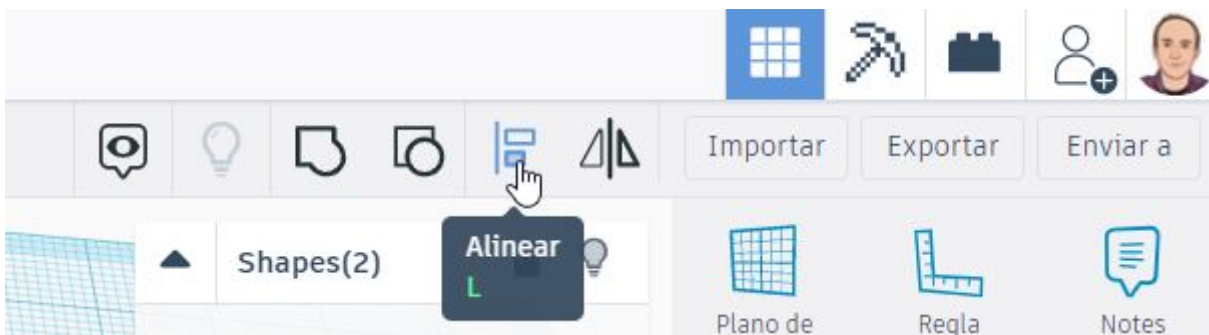 Importar
Exportar
Enviar a
Shapes(2)
Alinear
L
Plano de
Regla
Notes